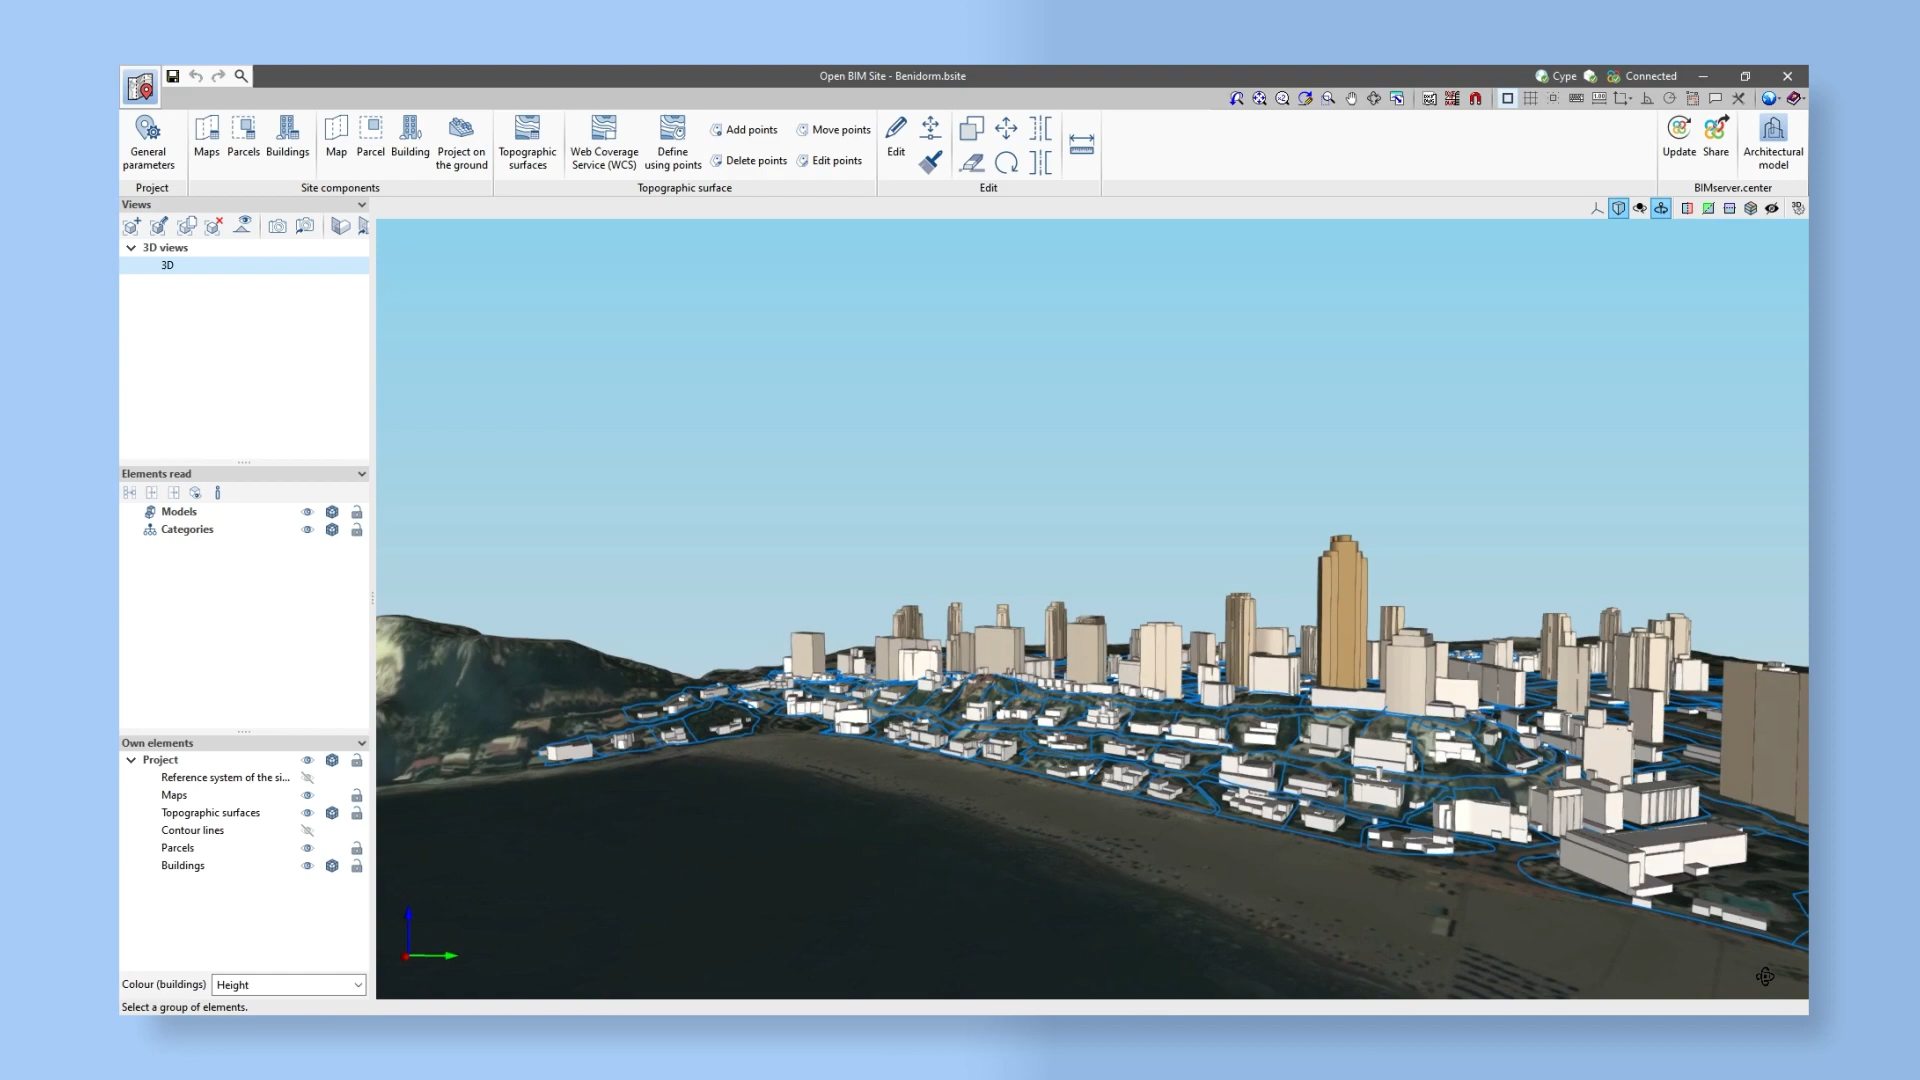 Open BIM Site - Benidorm.bsite
Cype
Connected
General parameters
Maps
Parcels
Buildings
Map
Parcel
Building
Project on the ground
Topographic surfaces
Web Coverage Service (WCS)
Define using points
Add points
Move points
Delete points
Edit points
Edit
Update
Share
Architectural model
Project
Site components
Topographic surface
Edit
BIMserver.center
Views
3D views
3D
Elements read
Models
Categories
Own elements
Project
Reference system of the si...
Maps
Topographic surfaces
Contour lines
Parcels
Buildings
Colour (buildings)
Height
Select a group of elements.